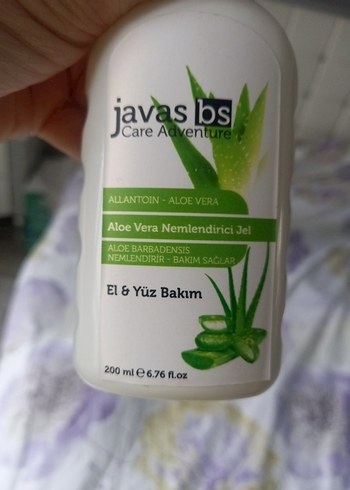 javas bs
Care Adventure
ALLANTOIN - ALOE VERA
Aloe Vera Nemlendirici Jel
ALOE BARBADENSIS
NEMLENDİRİR - BAKIM SAĞLAR
El & Yüz Bakım
200 ml ℮ 6.76 fl.oz